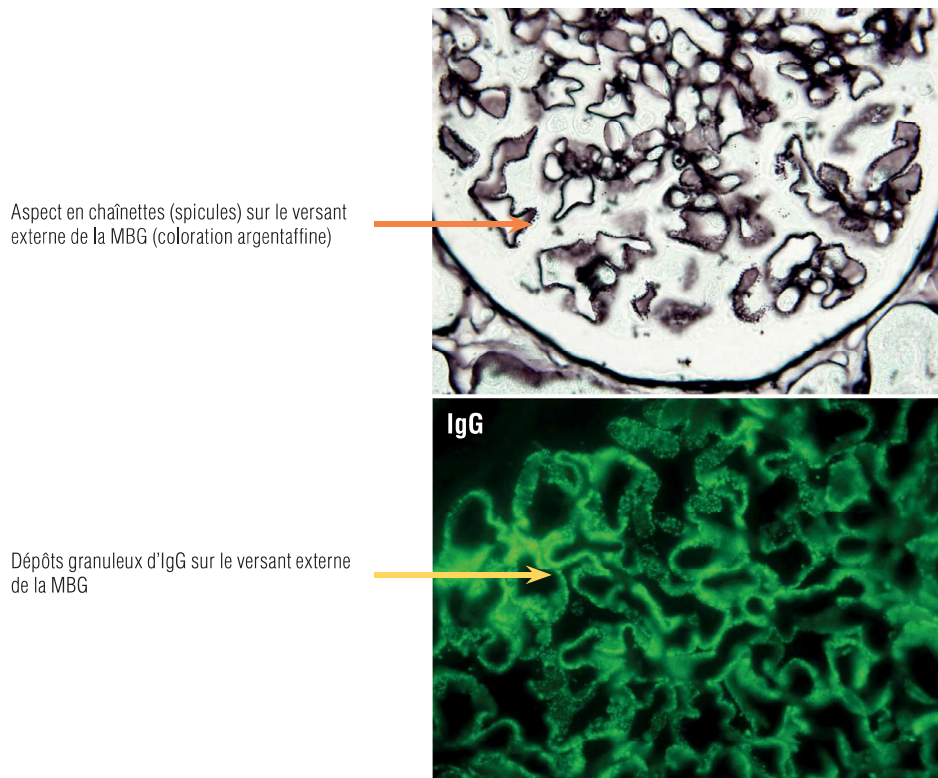 Aspect en chaînettes (spicules) sur le versant
externe de la MBG (coloration argentaffine)
IgG
Dépôts granuleux d'IgG sur le versant externe
de la MBG